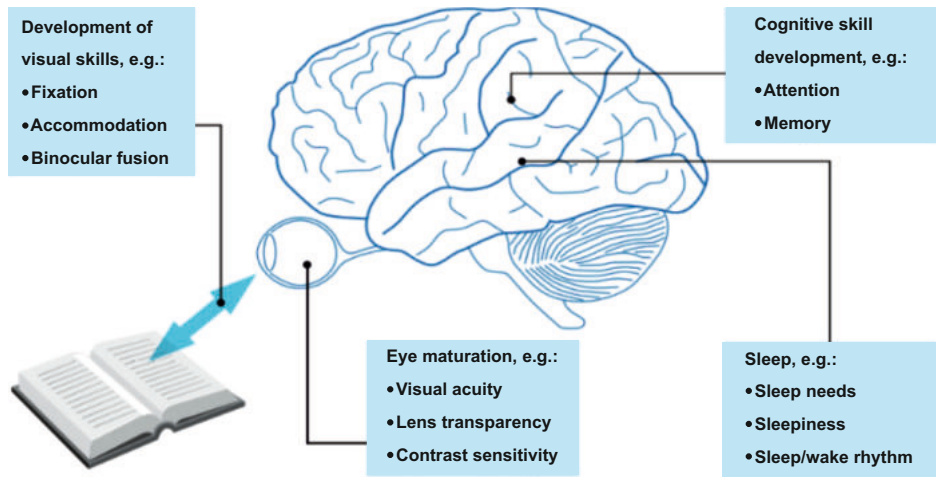 Development of
visual skills, e.g.:
•Fixation
•Accommodation
•Binocular fusion
Cognitive skill
development, e.g.:
•Attention
•Memory
Eye maturation, e.g.:
•Visual acuity
•Lens transparency
•Contrast sensitivity
Sleep, e.g.:
•Sleep needs
•Sleepiness
•Sleep/wake rhythm